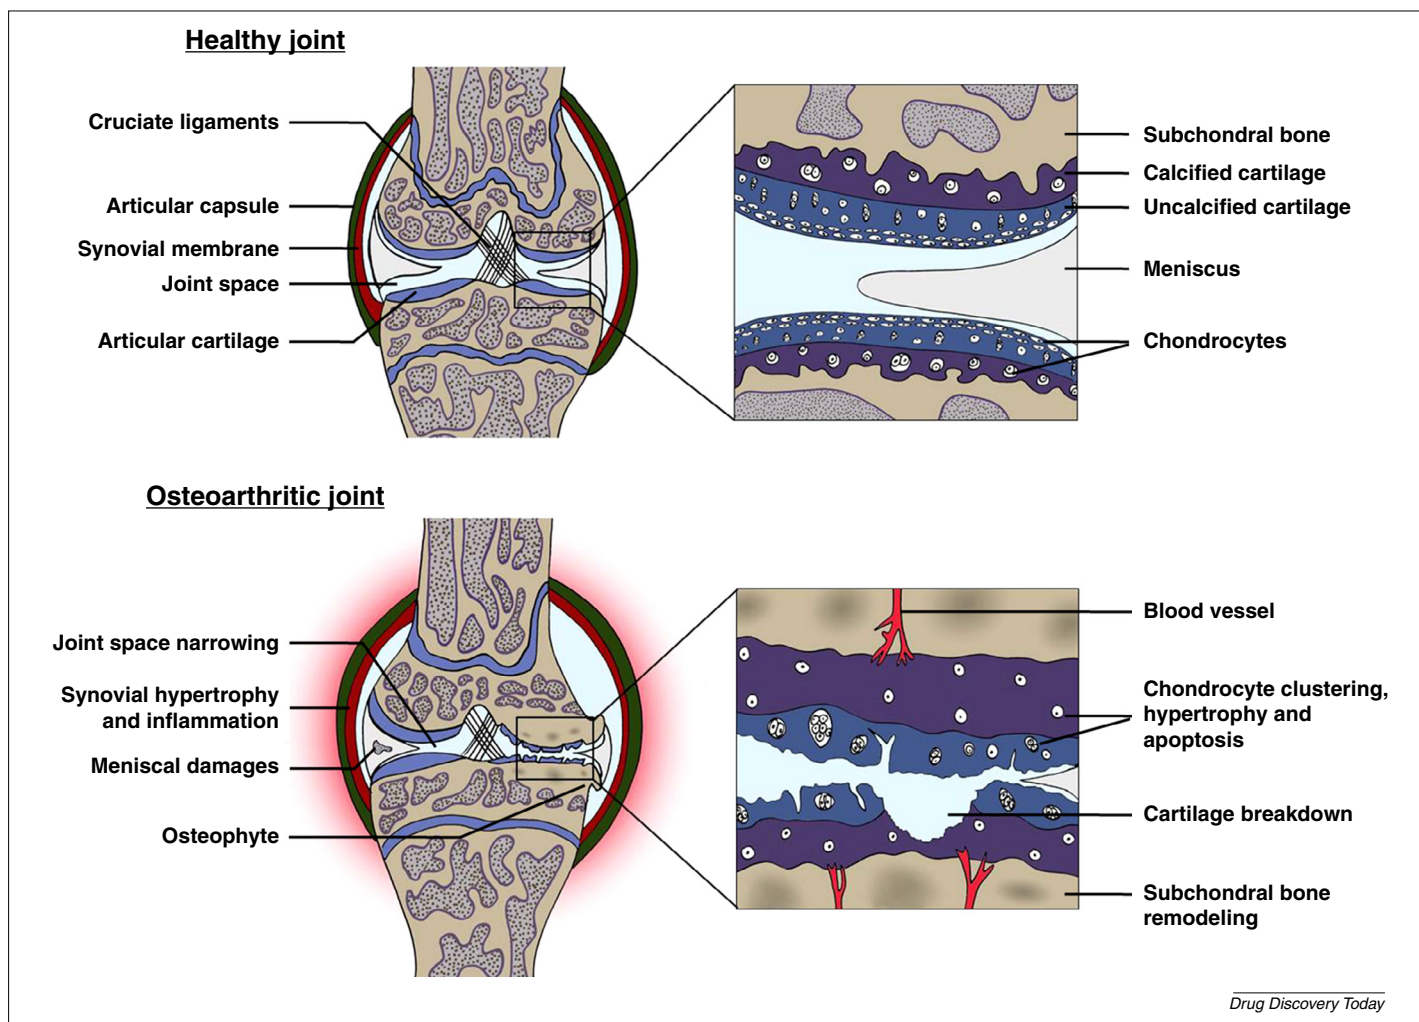 Healthy joint
Cruciate ligaments
Articular capsule
Synovial membrane
Joint space
Articular cartilage
Subchondral bone
Calcified cartilage
Uncalcified cartilage
Meniscus
Chondrocytes
Osteoarthritic joint
Joint space narrowing
Synovial hypertrophy
and inflammation
Meniscal damages
Osteophyte
Blood vessel
Chondrocyte clustering,
hypertrophy and
apoptosis
Cartilage breakdown
Subchondral bone
remodeling
Drug Discovery Today